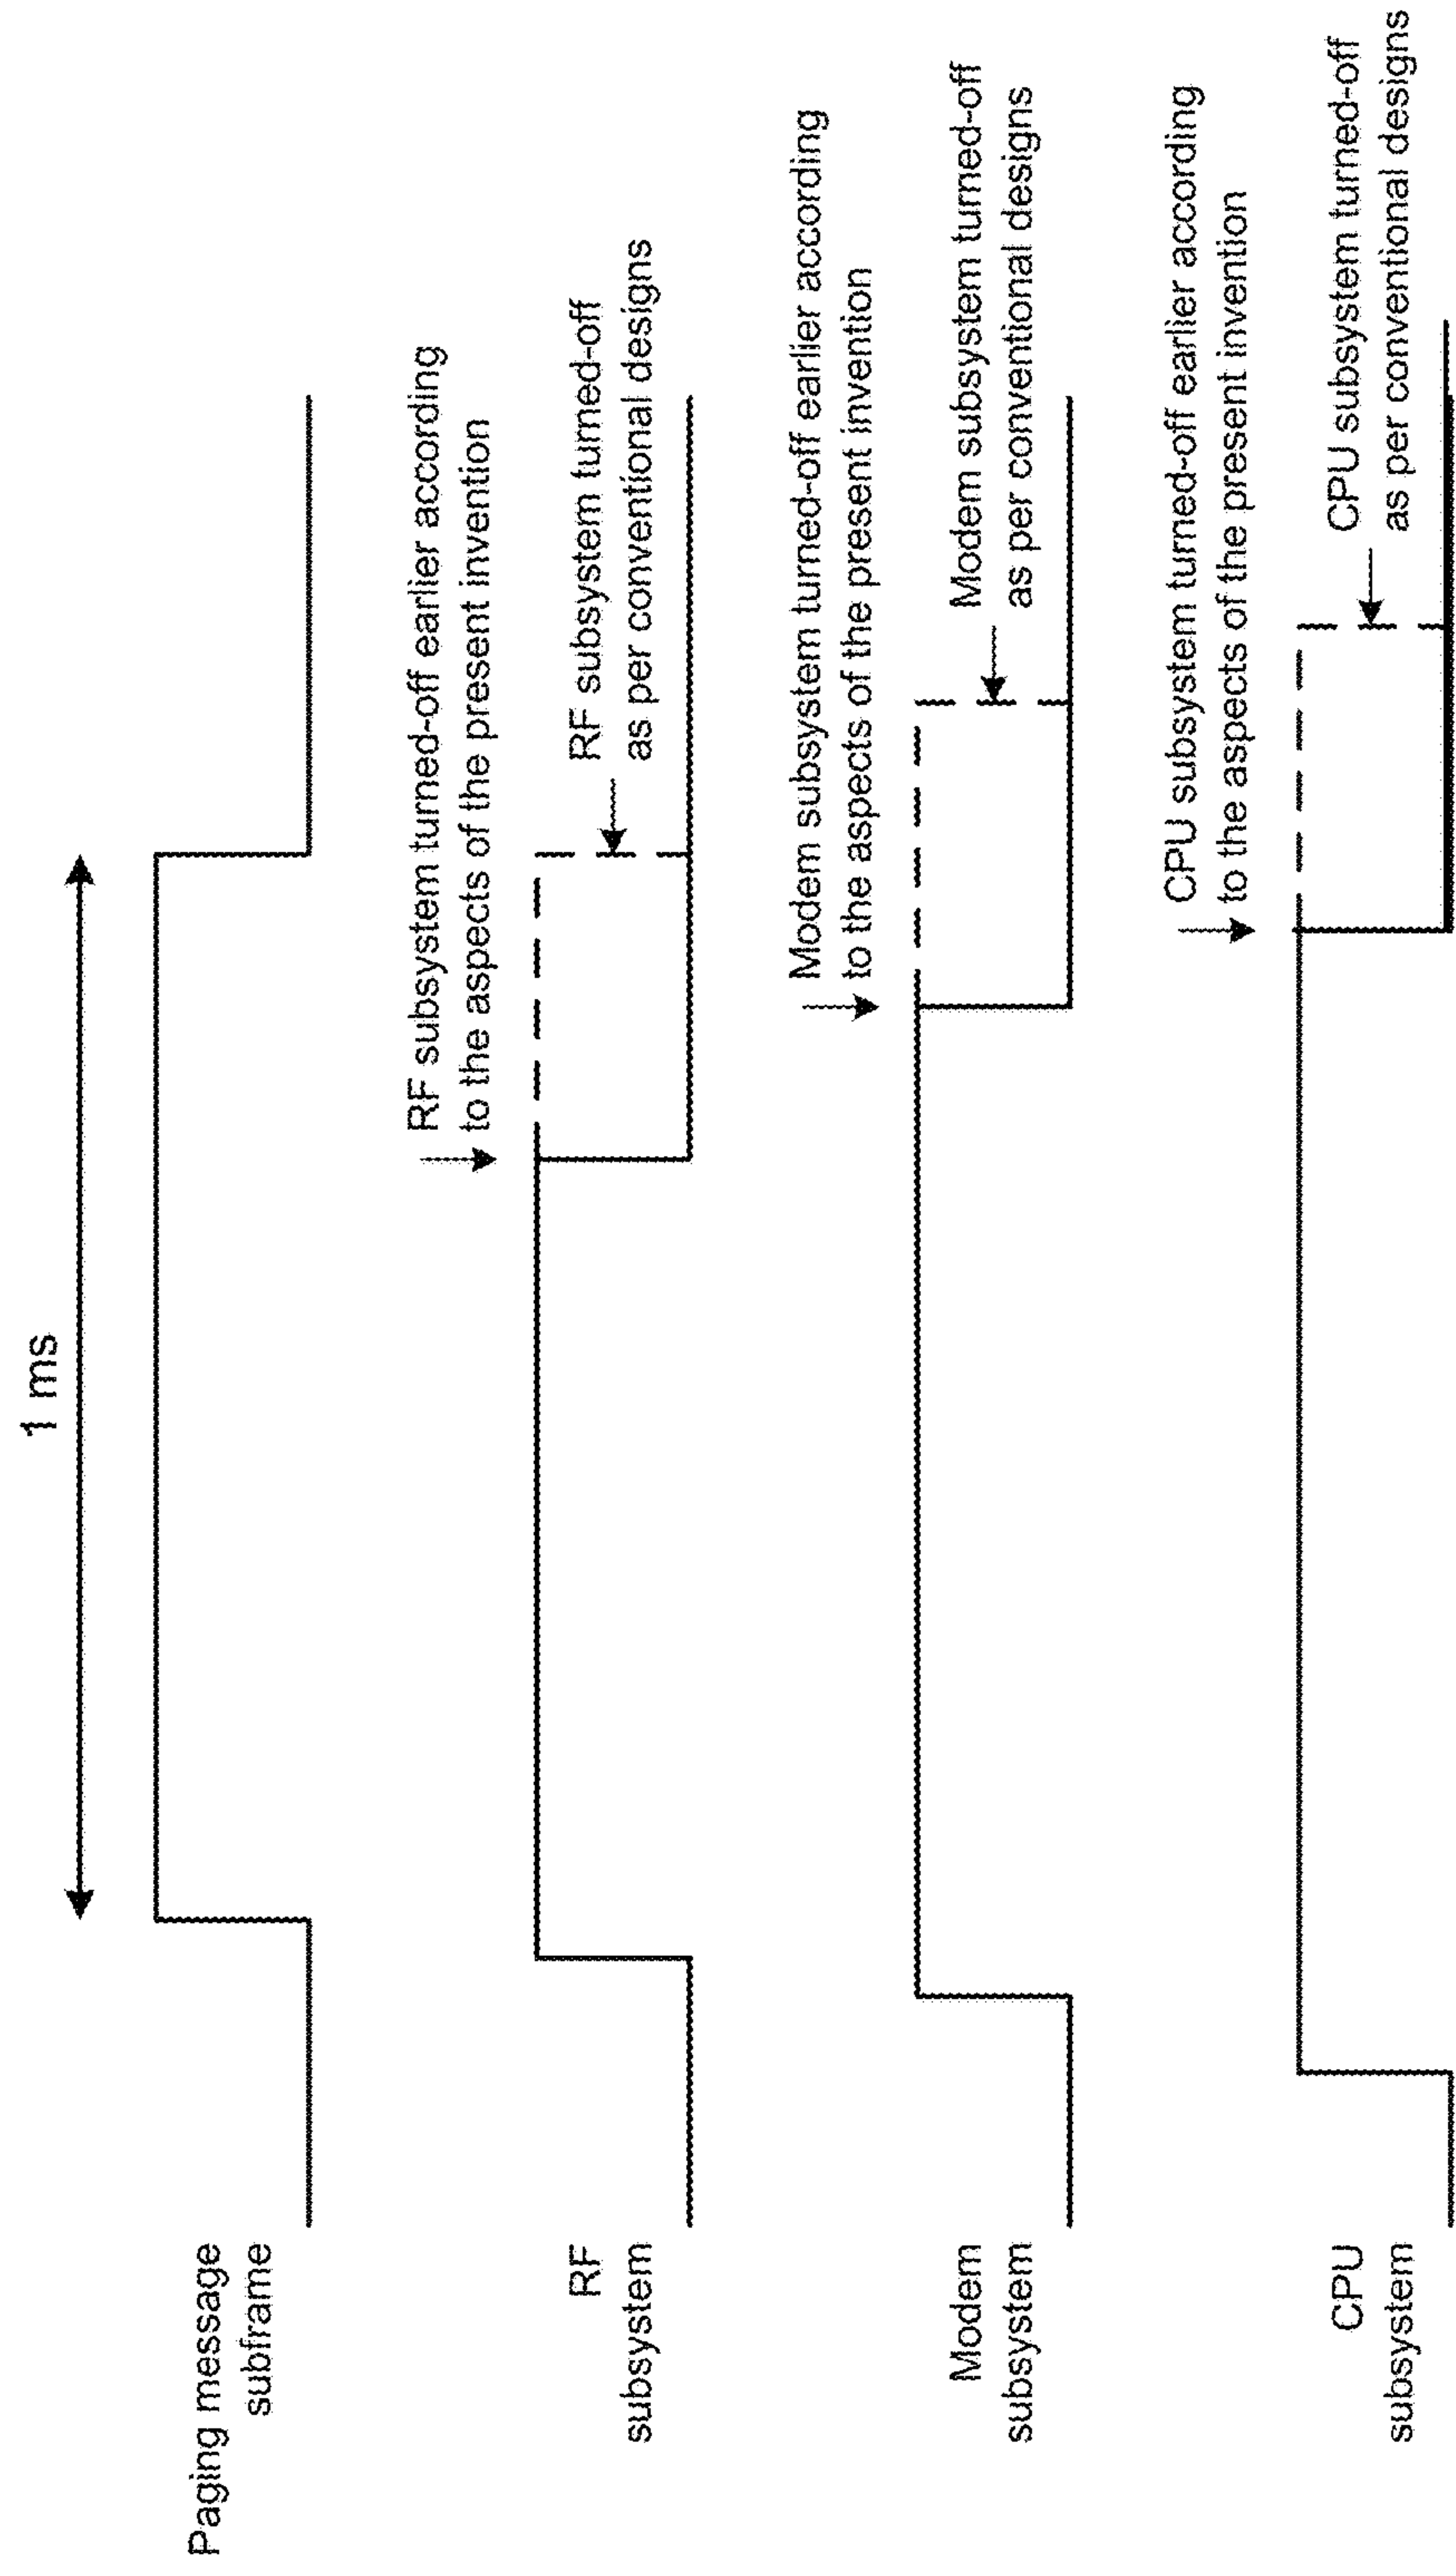 1 ms
Paging message
subframe
RF subsystem turned-off earlier according
to the aspects of the present invention
RF subsystem turned-off
as per conventional designs
RF
subsystem
Modem subsystem turned-off earlier according
to the aspects of the present invention
Modem subsystem turned-off
as per conventional designs
Modem
subsystem
CPU subsystem turned-off earlier according
to the aspects of the present invention
CPU subsystem turned-off
as per conventional designs
CPU
subsystem